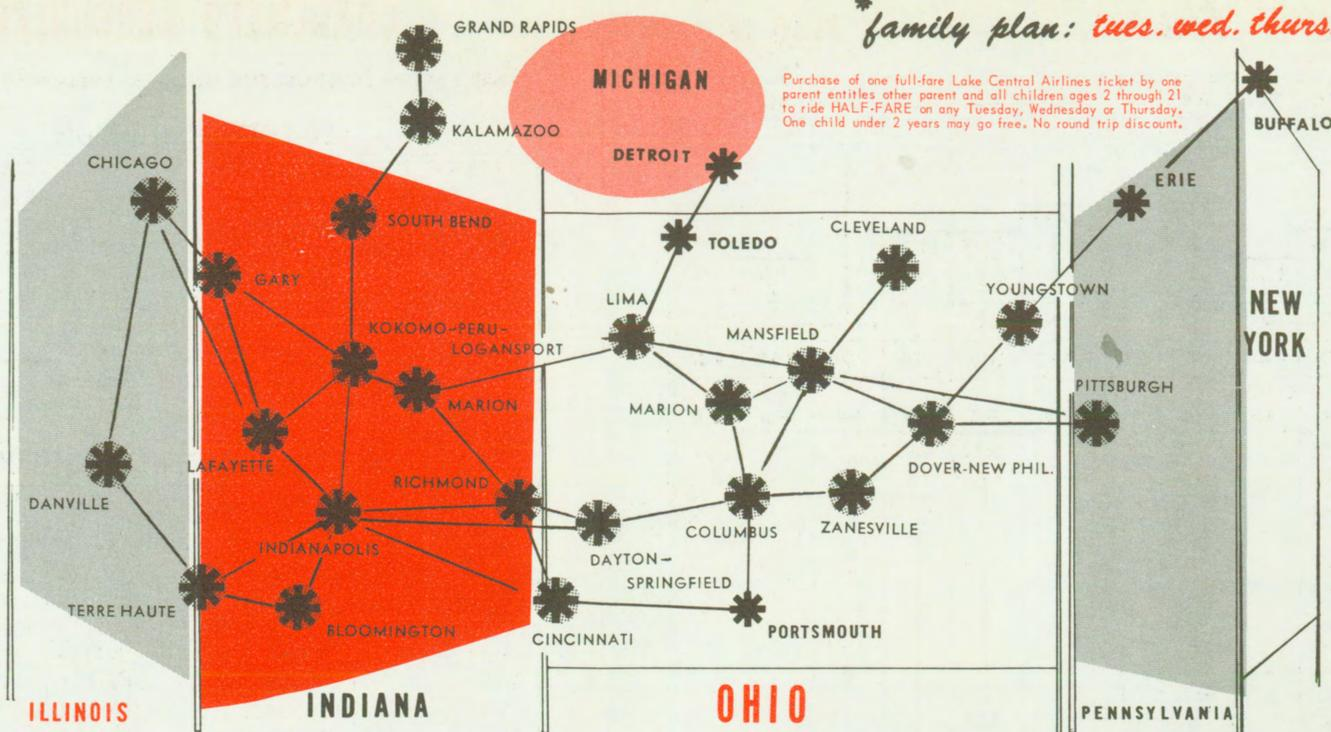 *family plan: tues. wed. thurs
Purchase of one full-fare Lake Central Airlines ticket by one
parent entitles other parent and all children ages 2 through 21
to ride HALF-FARE on any Tuesday, Wednesday or Thursday.
One child under 2 years may go free. No round trip discount.
GRAND RAPIDS
MICHIGAN
KALAMAZOO
BUFFALO
DETROIT
CHICAGO
ERIE
SOUTH BEND
CLEVELAND
TOLEDO
GARY
YOUNGSTOWN
LIMA
NEW
YORK
KOKOMO-PERU-
LOGANSPORT
MANSFIELD
PITTSBURGH
MARION
MARION
LAFAYETTE
DOVER-NEW PHIL.
RICHMOND
DANVILLE
COLUMBUS
ZANESVILLE
INDIANAPOLIS
DAYTON-
SPRINGFIELD
TERRE HAUTE
BLOOMINGTON
CINCINNATI
PORTSMOUTH
ILLINOIS
INDIANA
OHIO
PENNSYLVANIA